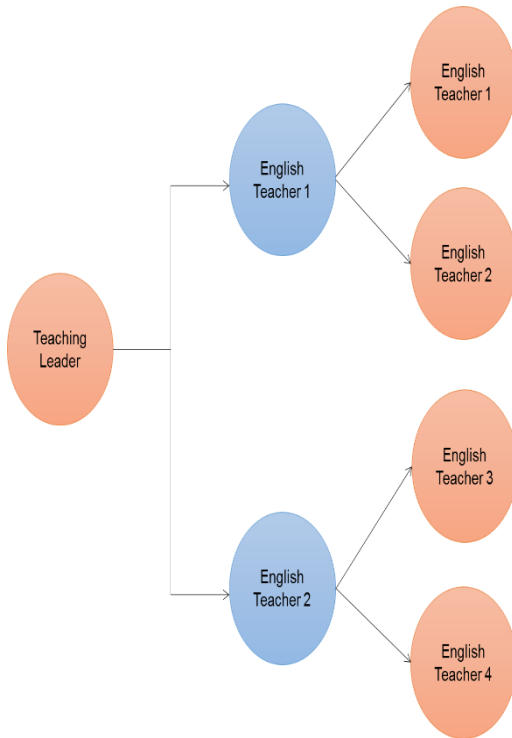 English
Teacher 1
English
Teacher 1
English
Teacher 2
Teaching
Leader
English
Teacher 3
English
Teacher 2
English
Teacher 4